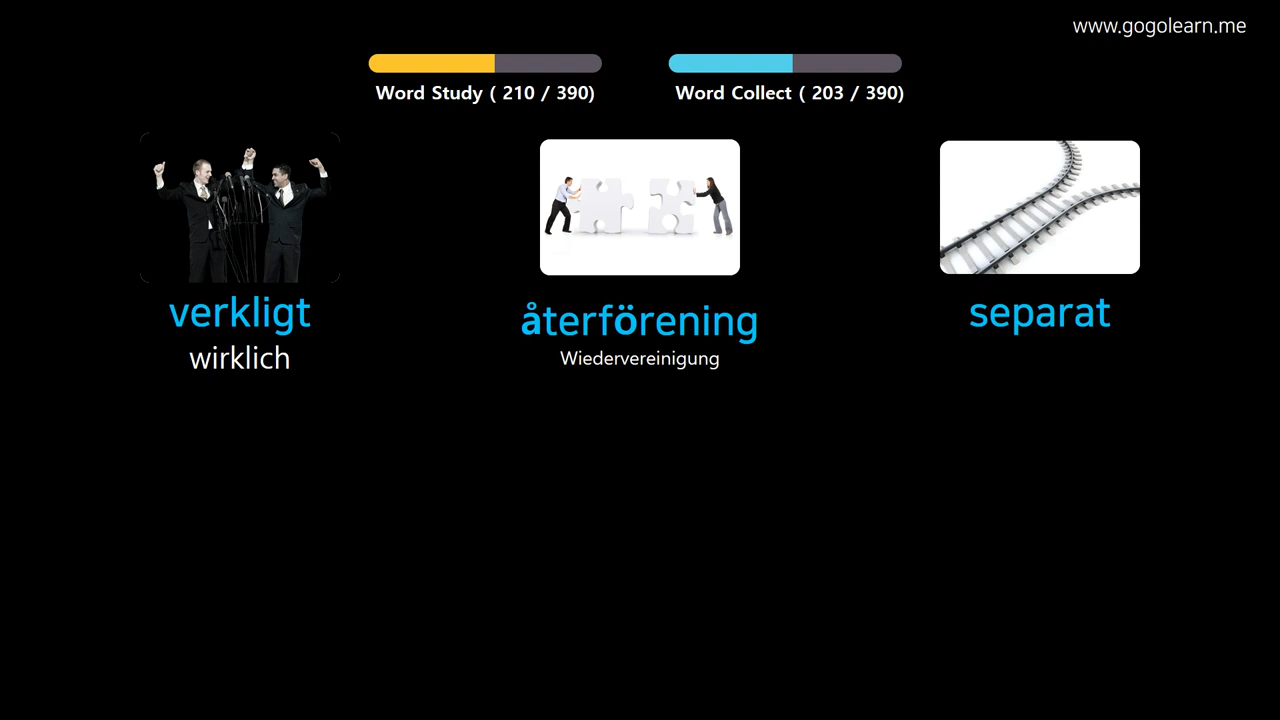 www.gogolearn.me
Word Study ( 210 / 390)
Word Collect ( 203 / 390)
verkligt
återförening
separat
wirklich
Wiedervereinigung